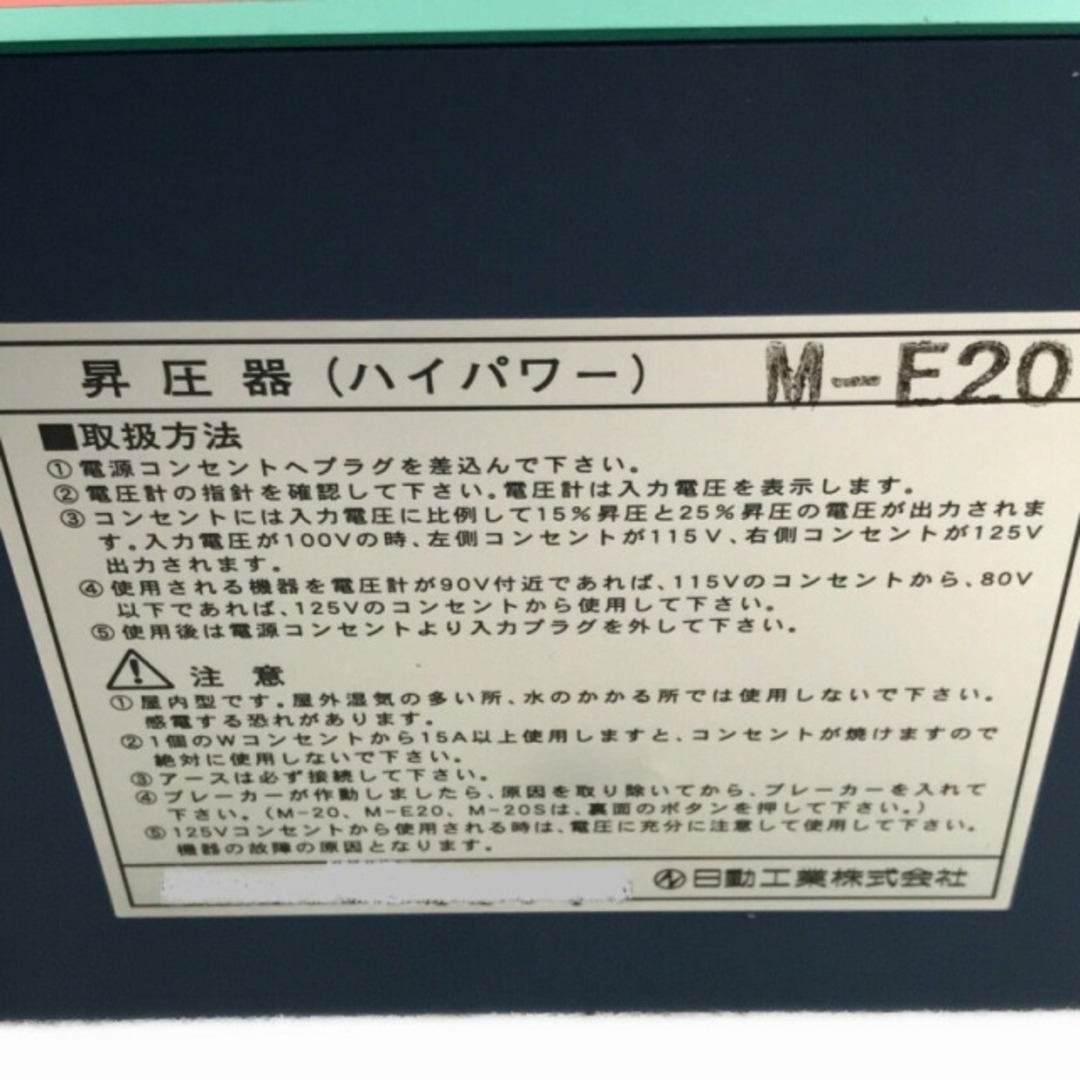 昇圧器(ハイパワー) M-E20
■取扱方法
①電源コンセントへプラグを差込んで下さい。
②電圧計の指針を確認して下さい。電圧計は入力電圧を表示します。
③コンセントには入力電圧に比例して15%昇圧と25%昇圧の電圧が出力されま
す。入力電圧が100Vの時、左側コンセントが115V、右側コンセントが125V
出力されます。
④使用される機器を電圧計が90V付近であれば、115Vのコンセントから、80V
以下であれば、125Vのコンセントから使用して下さい。
⑤使用後は電源コンセントより入力プラグを外して下さい。
注意
①屋内型です。屋外湿気の多い所、水のかかる所では使用しないで下さい。
感電する恐れがあります。
②1個のWコンセントから15A以上使用しますと、コンセントが焼けますので
絶対に使用しないで下さい。
③アースは必ず接続して下さい。
④ブレーカーが作動しましたら、原因を取り除いてから、ブレーカーを入れて
下さい。(M-20、M-E20、M-20Sは、裏面のボタンを押して下さい。)
⑤125Vコンセントから使用される時は、電圧に充分に注意して使用して下さい。
機器の故障の原因となります。
日動工業株式会社